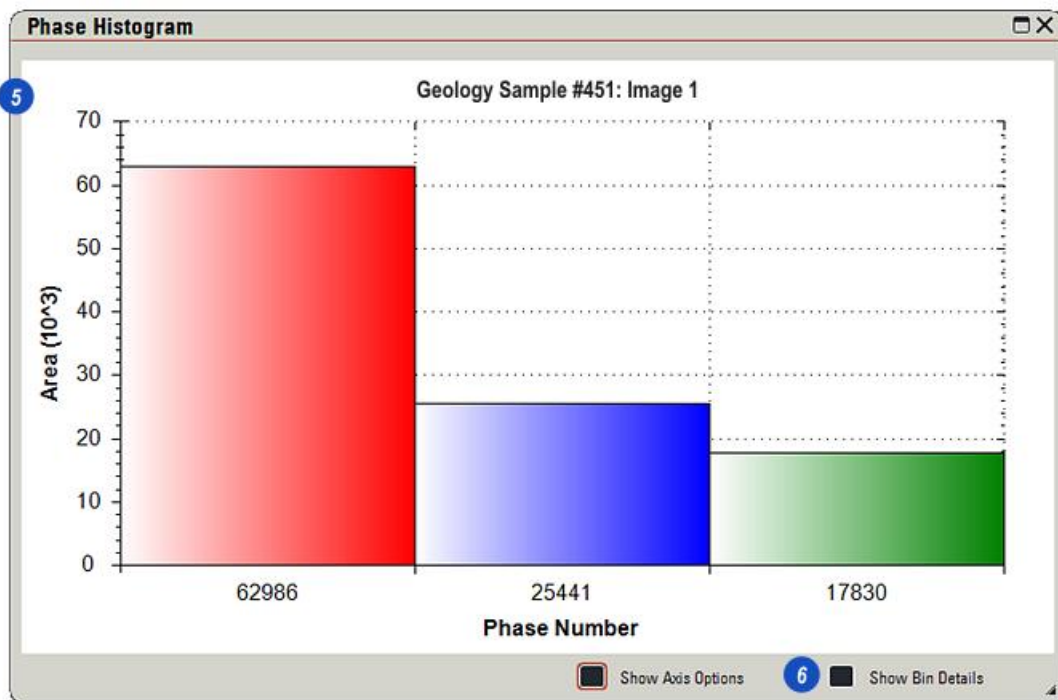 Phase Histogram
5
Geology Sample #451: Image 1
70
60
50
40
30
20
10
0
Area (10^3)
62986 25441 17830
Phase Number
Show Axis Options 6 Show Bin Details